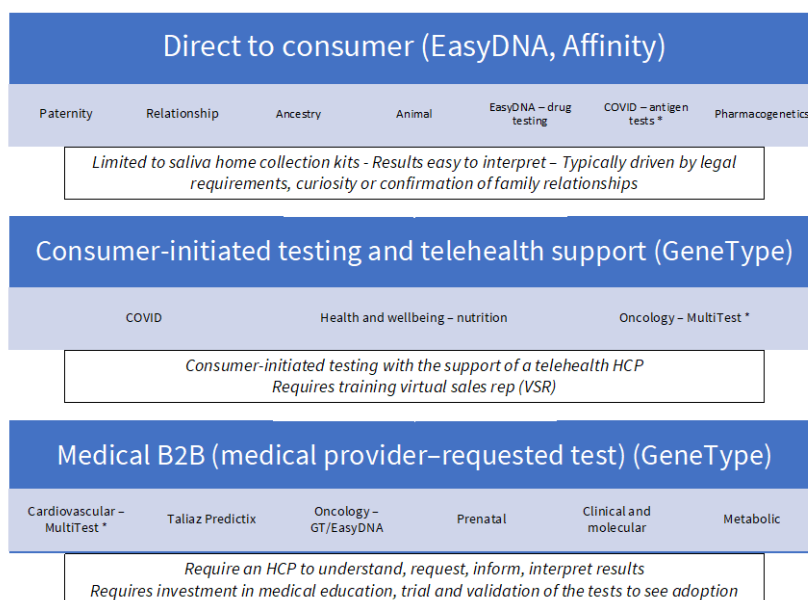 Direct to consumer (EasyDNA, Affinity)
Paternity
Relationship
Ancestry
Animal
EasyDNA – drug
testing
COVID – antigen
tests *
Pharmacogenetics
Limited to saliva home collection kits - Results easy to interpret – Typically driven by legal
requirements, curiosity or confirmation of family relationships
Consumer-initiated testing and telehealth support (GeneType)
COVID
Health and wellbeing – nutrition
Oncology – MultiTest *
Consumer-initiated testing with the support of a telehealth HCP
Requires training virtual sales rep (VSR)
Medical B2B (medical provider–requested test) (GeneType)
Cardiovascular –
MultiTest *
Taliaz Predictix
Oncology –
GT/EasyDNA
Prenatal
Clinical and
molecular
Metabolic
Require an HCP to understand, request, inform, interpret results
Requires investment in medical education, trial and validation of the tests to see adoption